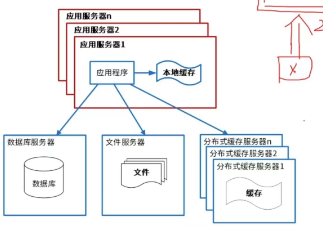 应用服务器n
应用服务器2
应用服务器1
应用程序
本地缓存
X
数据库服务器
数据库
文件服务器
文件
分布式缓存服务器n
分布式缓存服务器2
分布式缓存服务器1
缓存